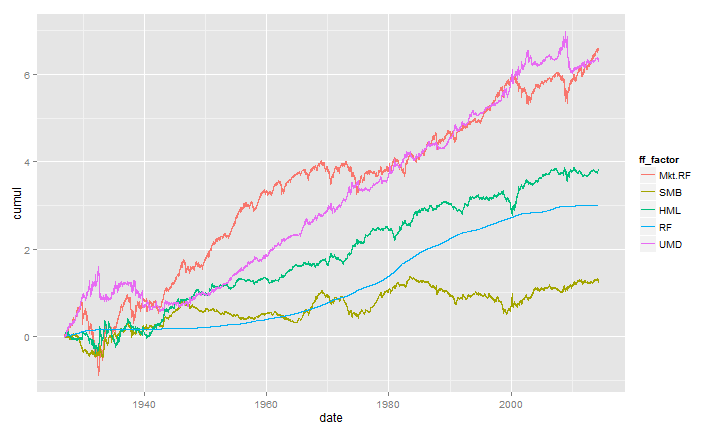 6
4
2
0
cumul
1940
1960
1980
2000
date
ff_factor
Mkt.RF
SMB
HML
RF
UMD